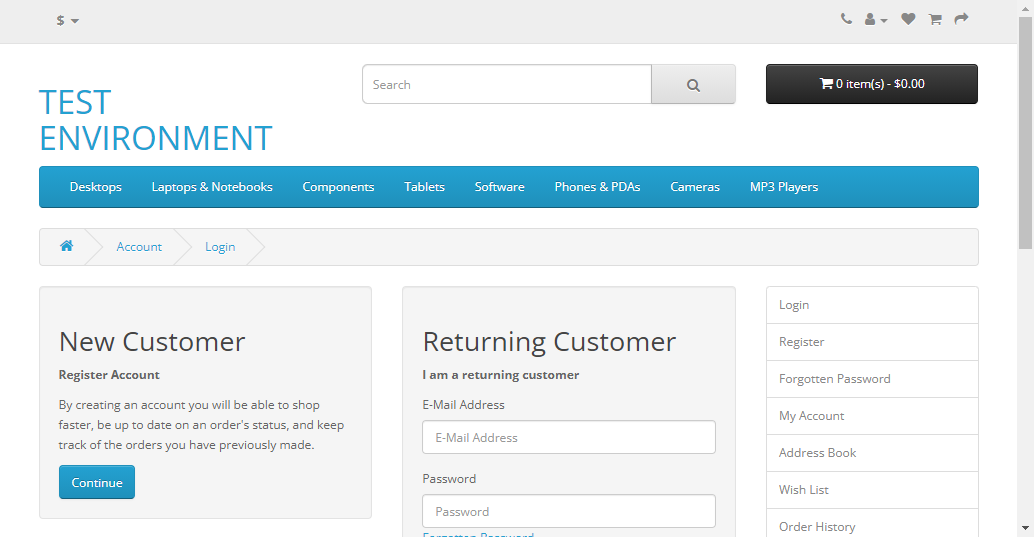 $
Search
0 item(s) - $0.00
TEST
ENVIRONMENT
Desktops
Laptops & Notebooks
Components
Tablets
Software
Phones & PDAs
Cameras
MP3 Players
Account
Login
New Customer
Register Account
By creating an account you will be able to shop
faster, be up to date on an order's status, and keep
track of the orders you have previously made.
Continue
Returning Customer
I am a returning customer
E-Mail Address
E-Mail Address
Password
Password
Forgotten Password
Login
Register
Forgotten Password
My Account
Address Book
Wish List
Order History